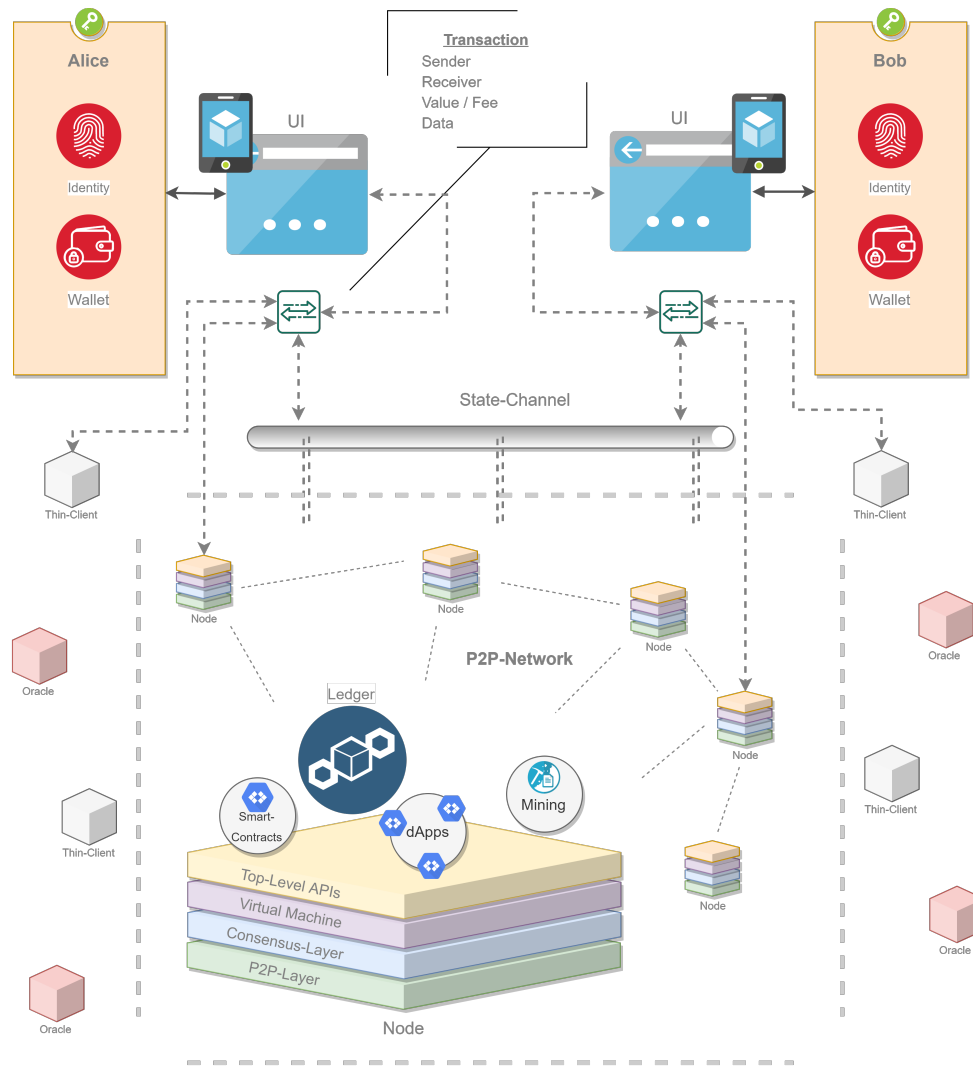 Transaction
Sender
Receiver
Value / Fee
Data
Alice
Identity
Wallet
UI
UI
Bob
Identity
Wallet
State-Channel
Thin-Client
Thin-Client
Node
Node
Node
P2P-Network
Oracle
Oracle
Ledger
Node
Smart-
Contracts
dApps
Mining
Thin-Client
Thin-Client
Top-Level APIs
Virtual Machine
Consensus-Layer
P2P-Layer
Node
Node
Oracle
Oracle